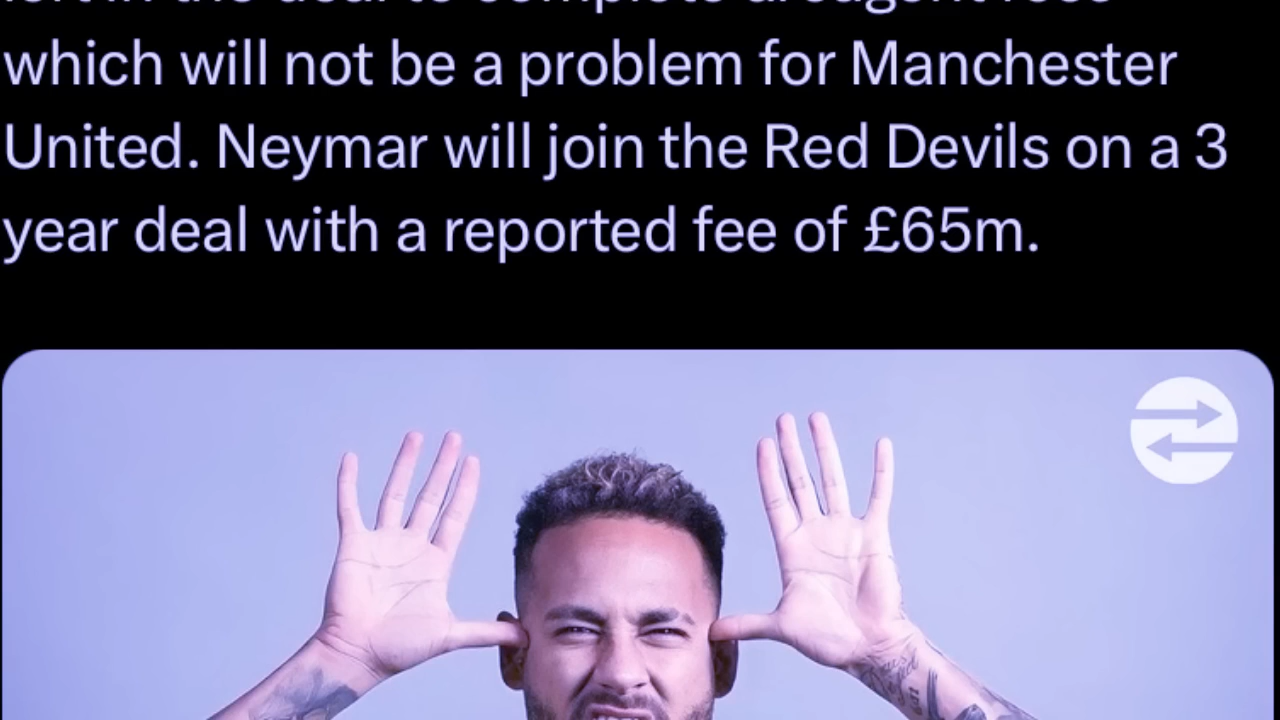 which will not be a problem for Manchester
United. Neymar will join the Red Devils on a 3
year deal with a reported fee of £65m.